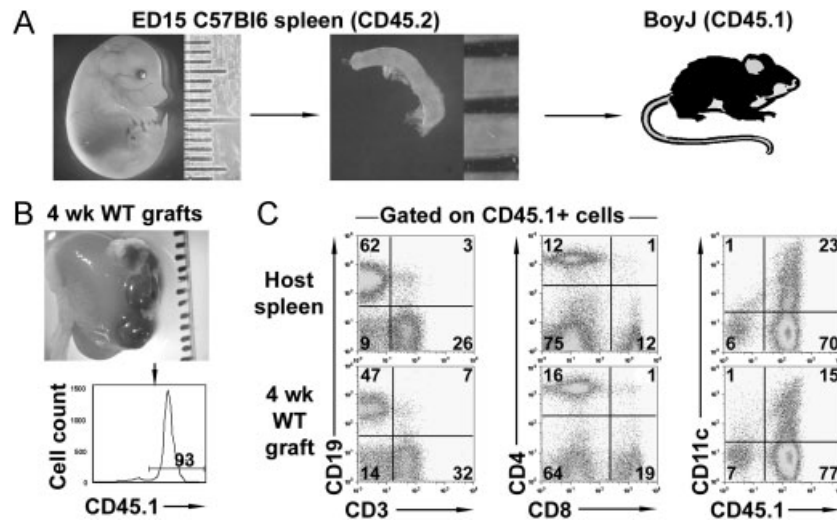 A
ED15 C57Bl6 spleen (CD45.2)
BoyJ (CD45.1)
B
4 wk WT grafts
Cell count
1500
1000
500
0
93
CD45.1
C
Gated on CD45.1+ cells
Host spleen
62 3
9 26
12 1
75 12
1 23
6 70
4 wk WT graft
47 7
14 32
16 1
64 19
1 15
7 77
CD19
CD3
CD4
CD8
CD11c
CD45.1